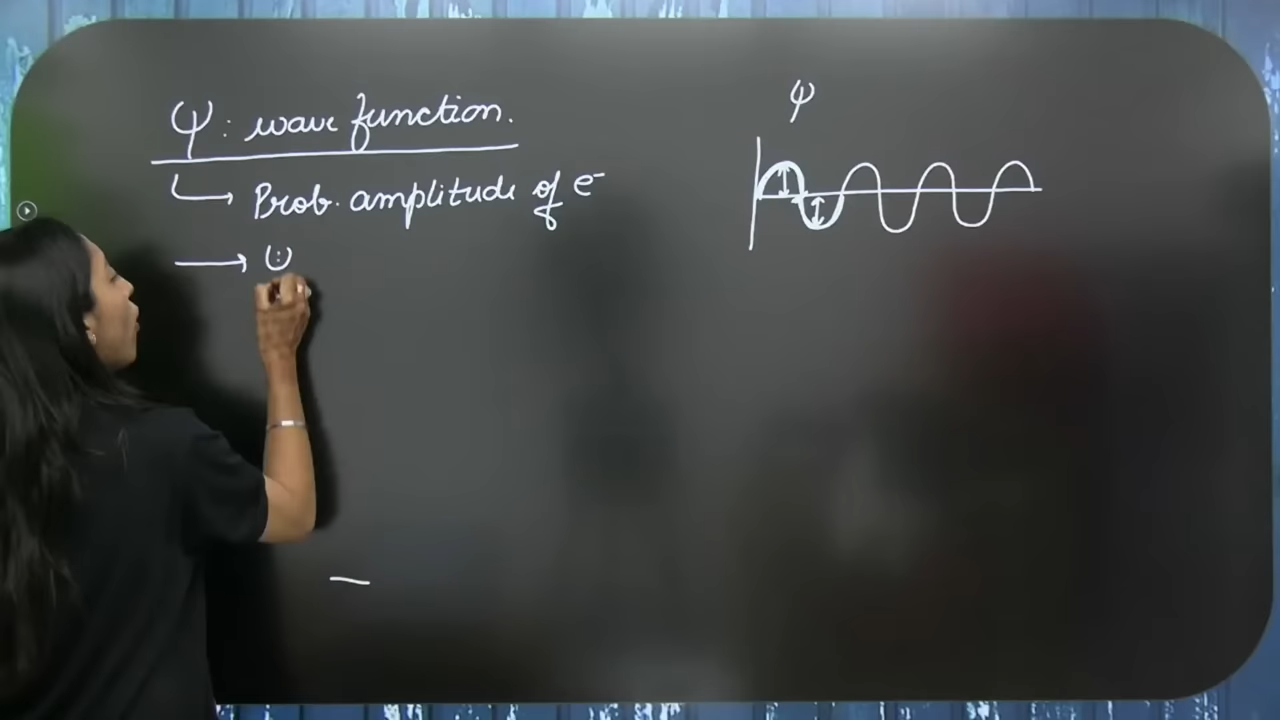 ψ : wave function.
Prob. amplitude of e⁻
ψ